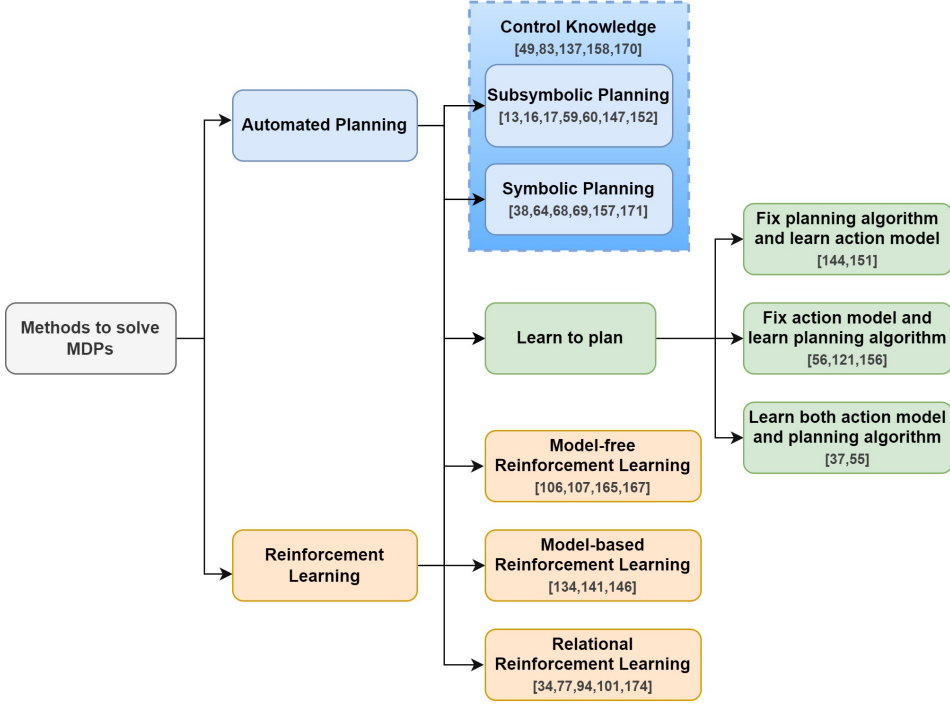 Control Knowledge
[49,83,137,158,170]
Subsymbolic Planning
[13,16,17,59,60,147,152]
Automated Planning
Symbolic Planning
[38,64,68,69,157,171]
Fix planning algorithm
and learn action model
[144,151]
Methods to solve
MDPs
Learn to plan
Fix action model and
learn planning algorithm
[56,121,156]
Learn both action model
and planning algorithm
[37,55]
Model-free
Reinforcement Learning
[106,107,165,167]
Reinforcement
Learning
Model-based
Reinforcement Learning
[134,141,146]
Relational
Reinforcement Learning
[34,77,94,101,174]